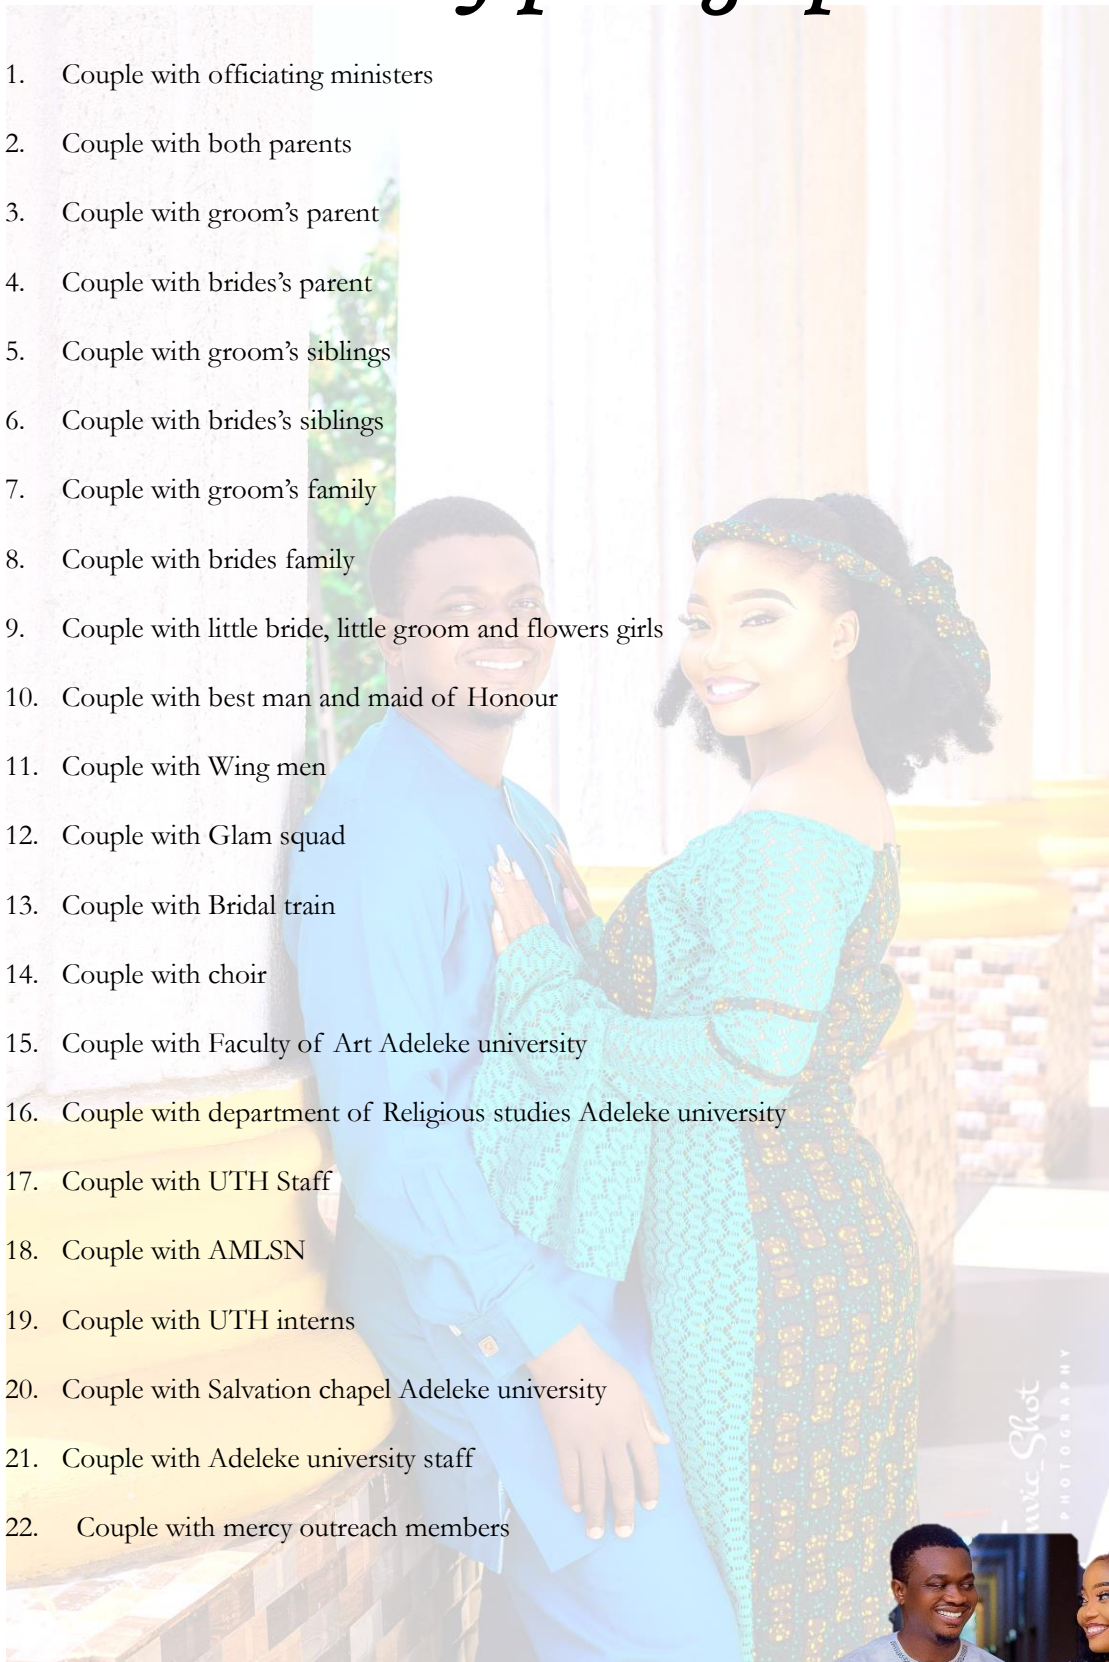 1. Couple with officiating ministers
2. Couple with both parents
3. Couple with groom’s parent
4. Couple with brides’s parent
5. Couple with groom’s siblings
6. Couple with brides’s siblings
7. Couple with groom’s family
8. Couple with brides family
9. Couple with little bride, little groom and flowers girls
10. Couple with best man and maid of Honour
11. Couple with Wing men
12. Couple with Glam squad
13. Couple with Bridal train
14. Couple with choir
15. Couple with Faculty of Art Adeleke university
16. Couple with department of Religious studies Adeleke university
17. Couple with UTH Staff
18. Couple with AMLSN
19. Couple with UTH interns
20. Couple with Salvation chapel Adeleke university
21. Couple with Adeleke university staff
22. Couple with mercy outreach members
PHOTOGRAPHY